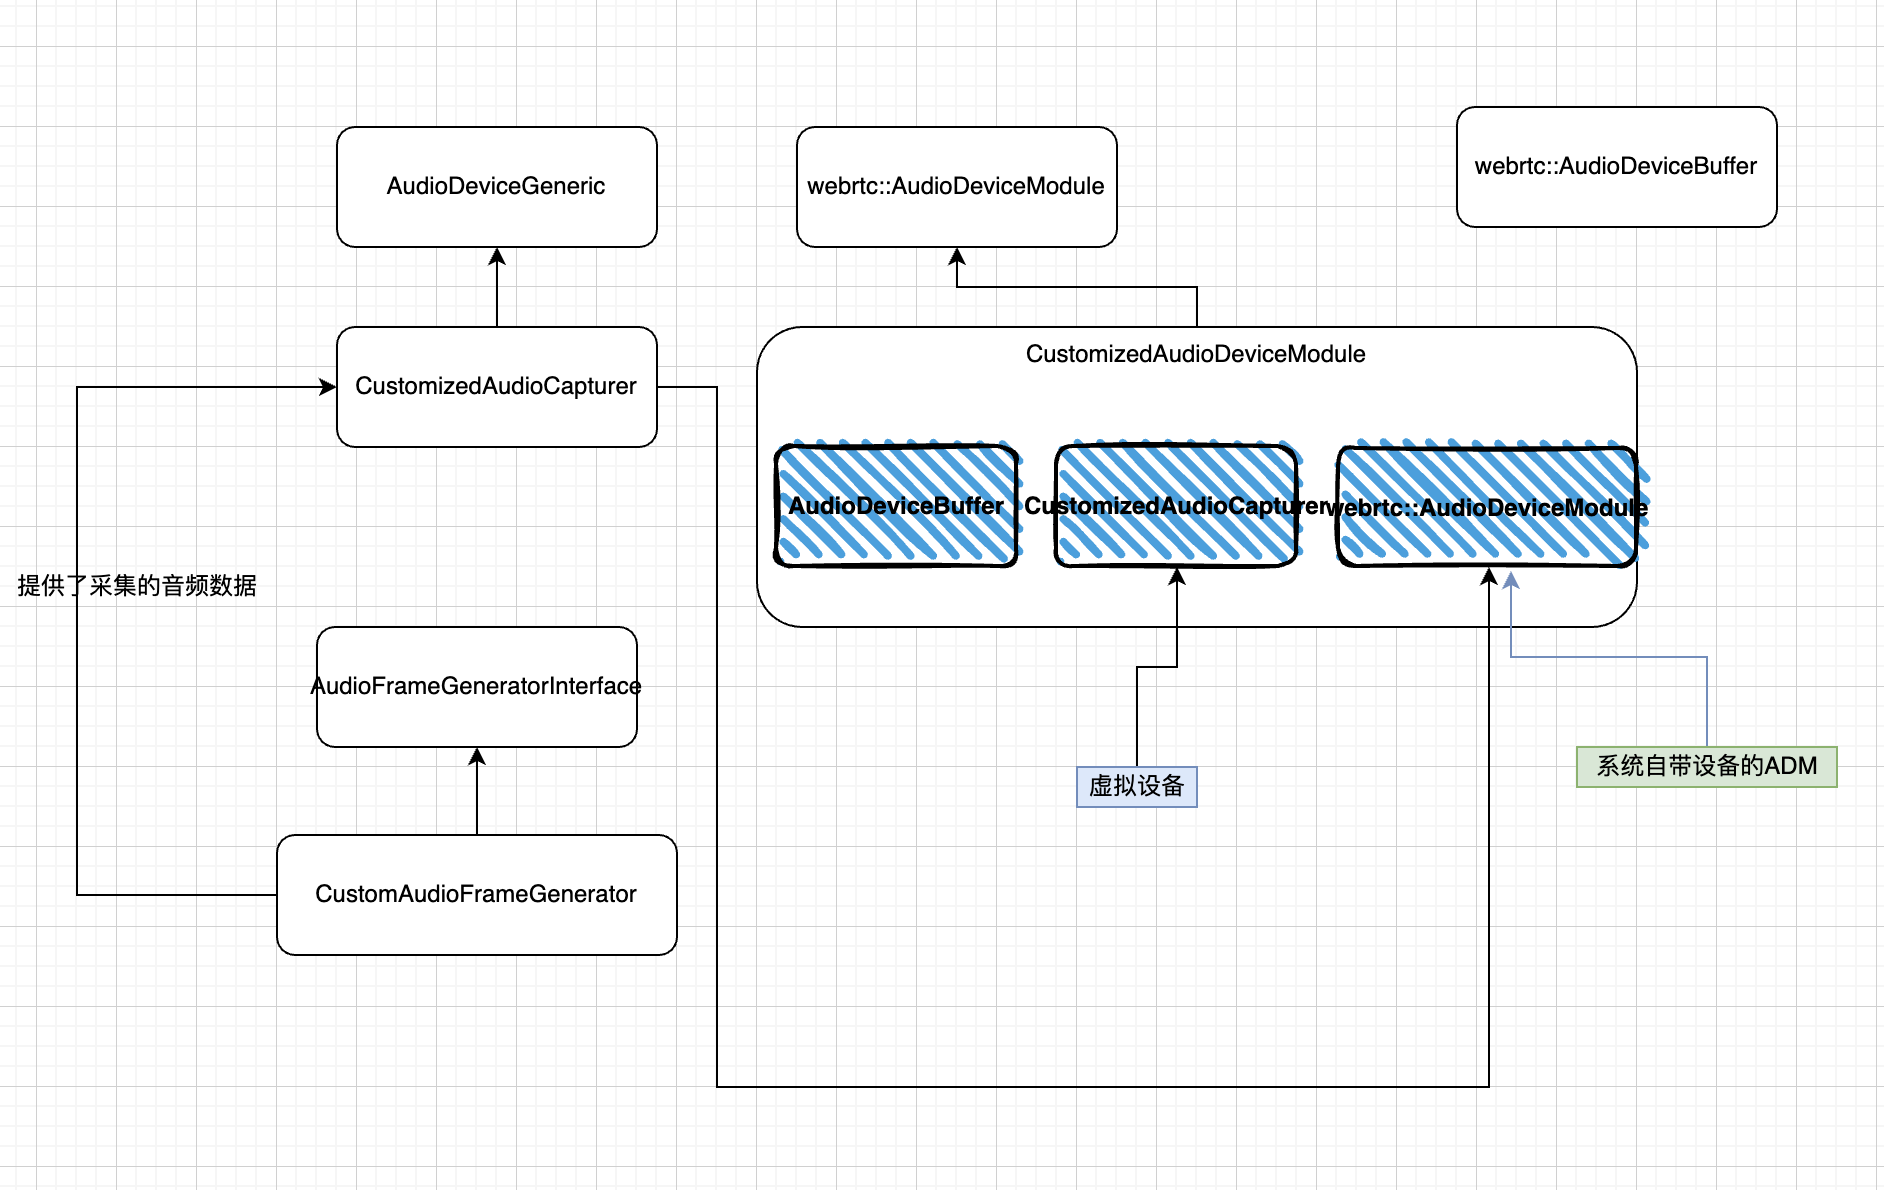 AudioDeviceGeneric
webrtc::AudioDeviceModule
webrtc::AudioDeviceBuffer
CustomizedAudioCapturer
CustomizedAudioDeviceModule
AudioDeviceBuffer
CustomizedAudioCapturer
webrtc::AudioDeviceModule
提供了采集的音频数据
AudioFrameGeneratorInterface
虚拟设备
系统自带设备的ADM
CustomAudioFrameGenerator